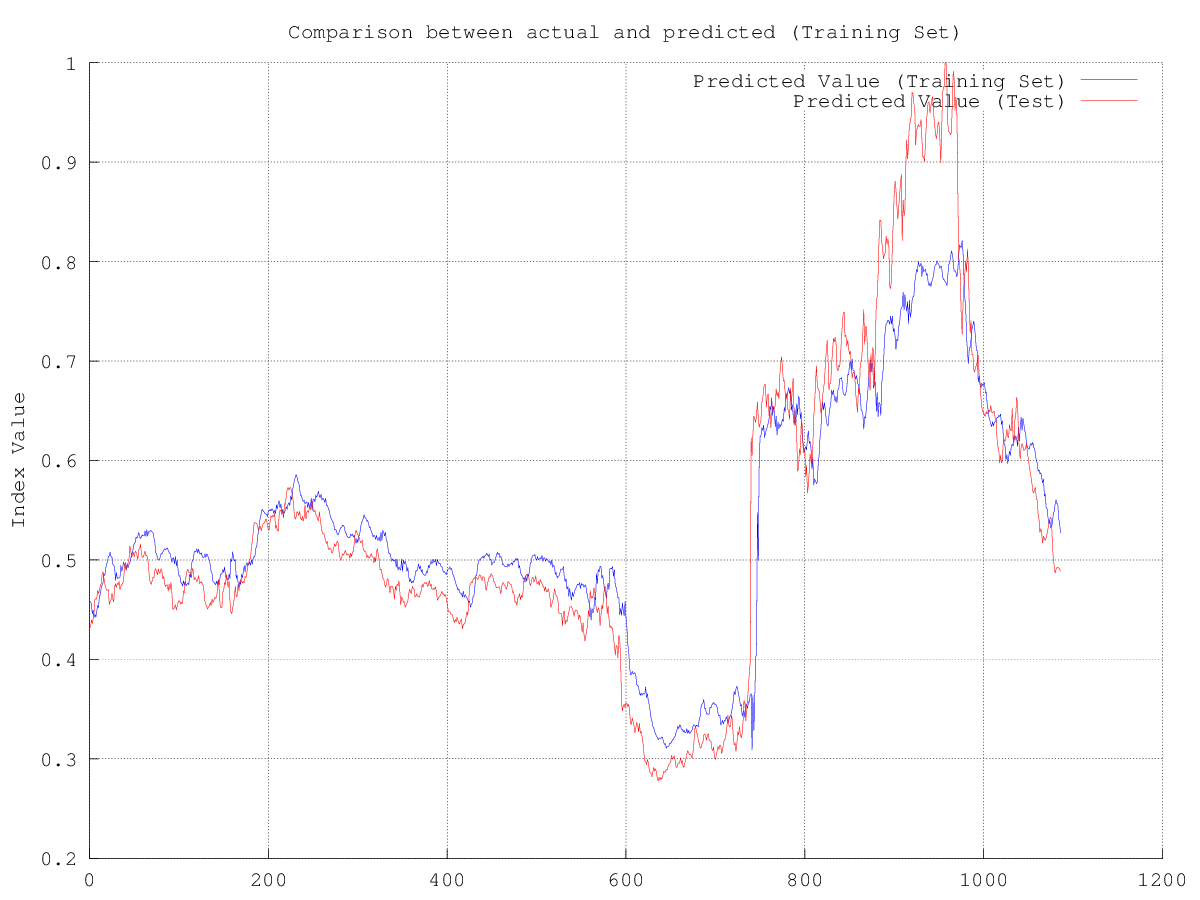 Comparison between actual and predicted (Training Set)
1
Predicted Value (Training Set)
Predicted Value (Test)
0.9
0.8
0.7
0.6
Index Value
0.5
0.4
0.3
0.2
0 200 400 600 800 1000 1200